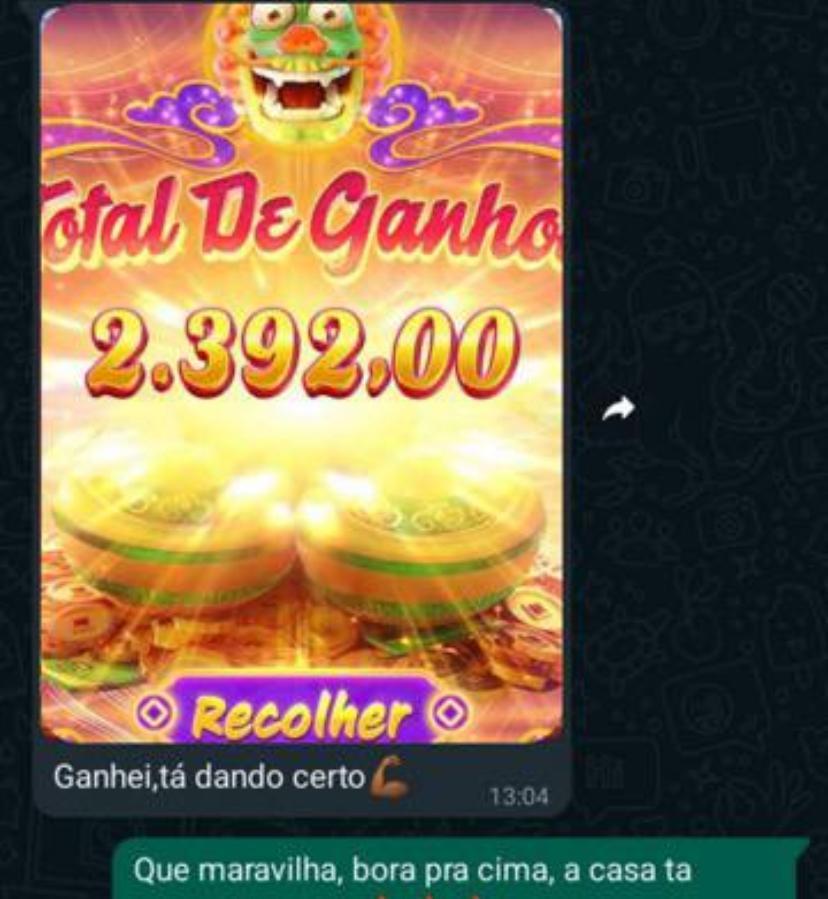 Total De Ganho
2.392,00
Recolher
Ganhei,tá dando certo💪🏾
13:04
Que maravilha, bora pra cima, a casa ta